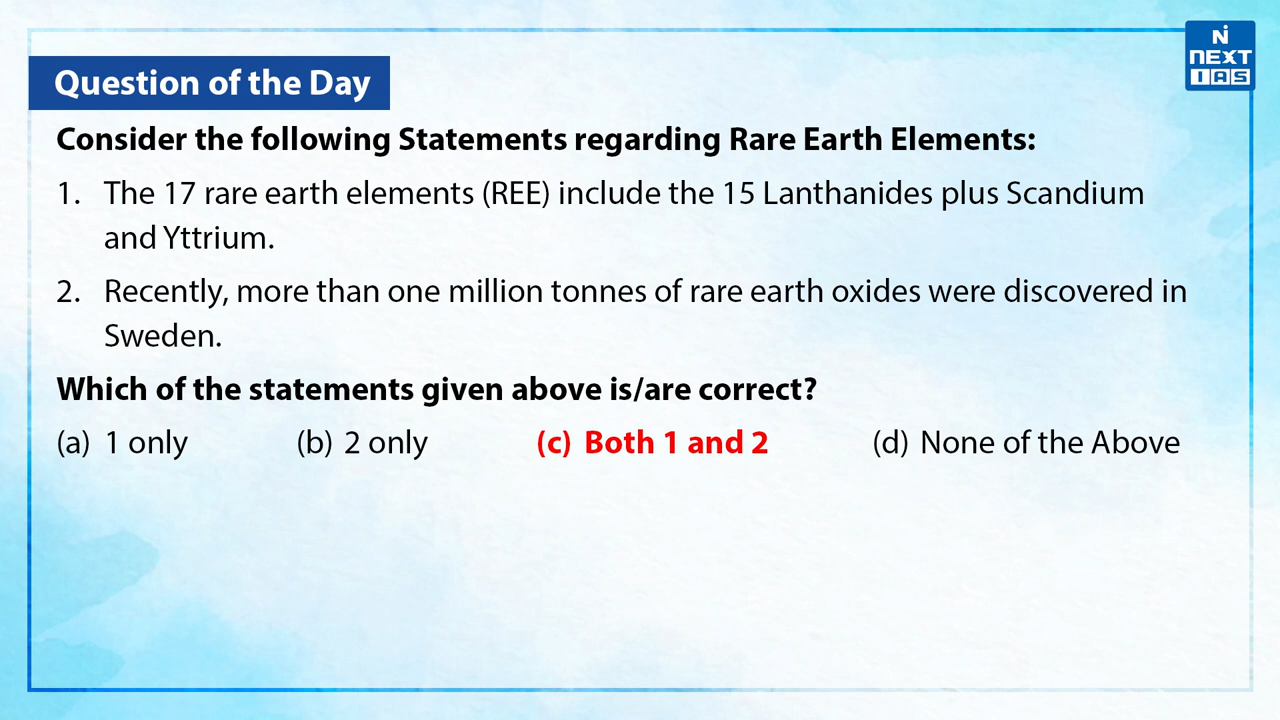 NEXT
IAS
Question of the Day
Consider the following Statements regarding Rare Earth Elements:
1. The 17 rare earth elements (REE) include the 15 Lanthanides plus Scandium
and Yttrium.
2. Recently, more than one million tonnes of rare earth oxides were discovered in
Sweden.
Which of the statements given above is/are correct?
(a) 1 only (b) 2 only (c) Both 1 and 2 (d) None of the Above